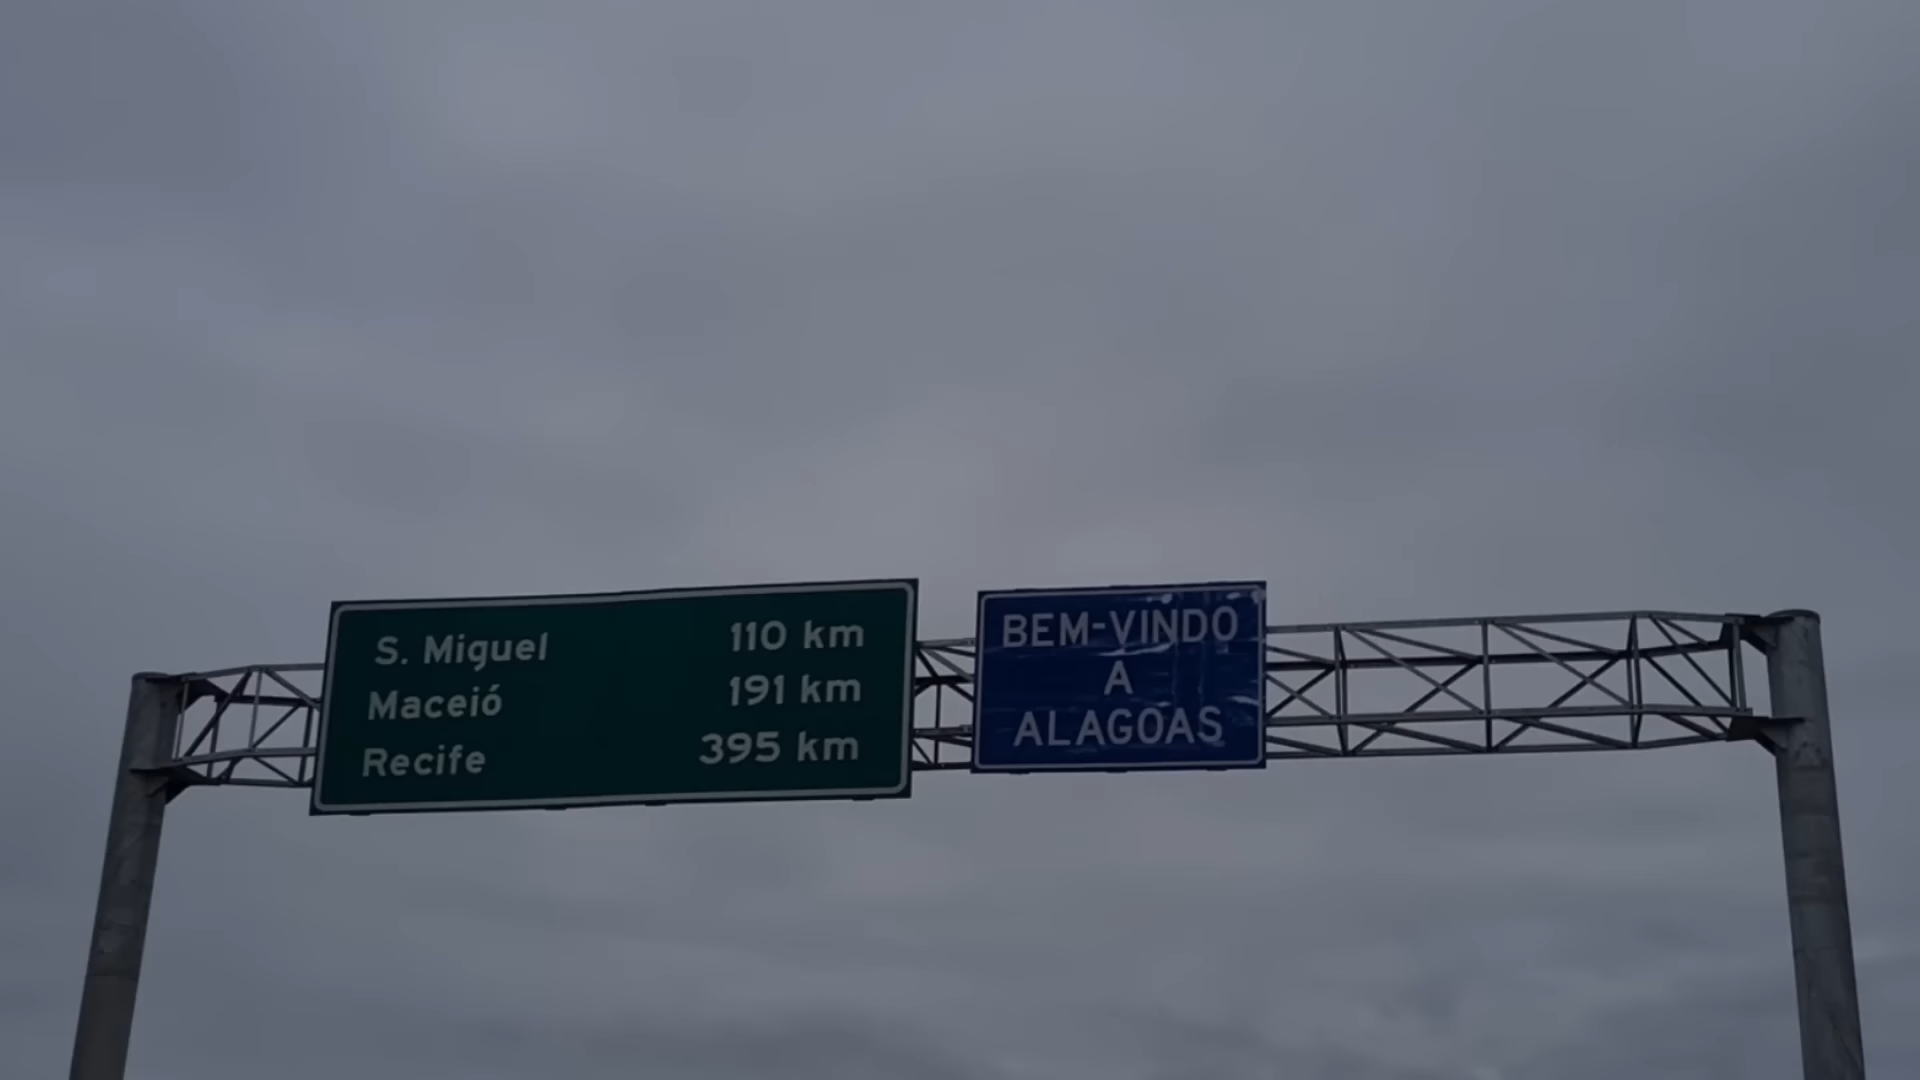 S. Miguel 110 km
Maceió 191 km
Recife 395 km
BEM-VINDO
A
ALAGOAS